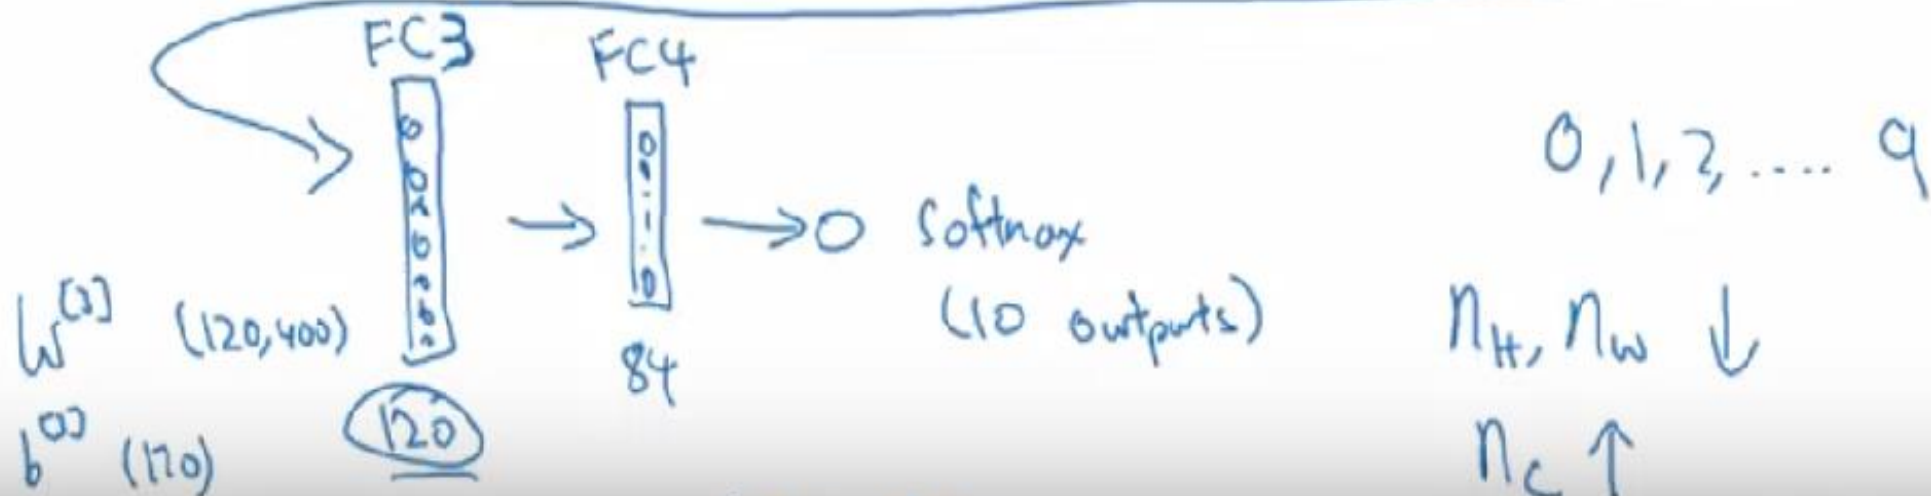 FC3
FC4
0, 1, 2, .... 9
Softmax
(10 outputs)
W^[3] (120,400)
n_H, n_W ↓
84
b^[3] (120)
120
n_C ↑